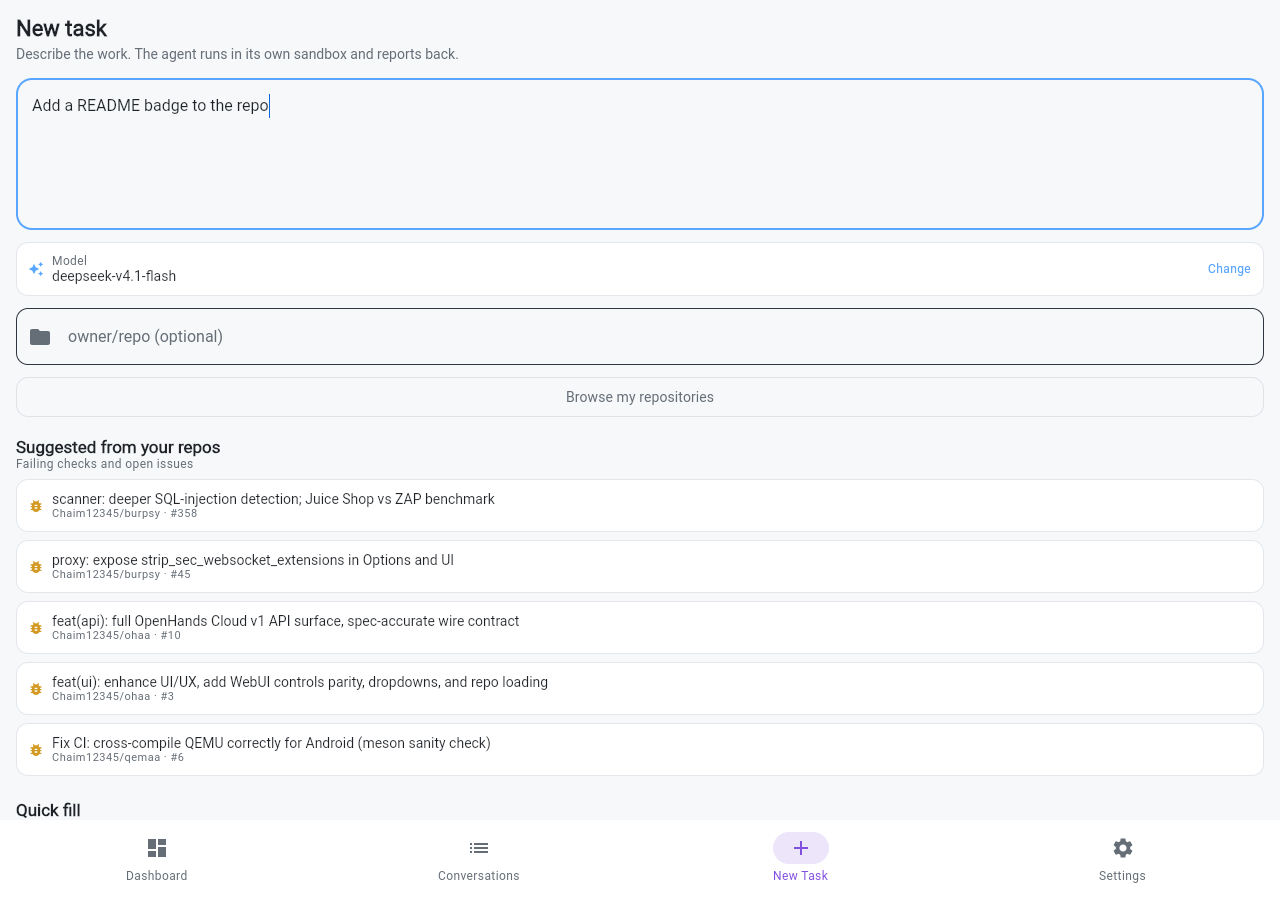 New task
Describe the work. The agent runs in its own sandbox and reports back.
Add a README badge to the repo
Model
deepseek-v4.1-flash
Change
owner/repo (optional)
Browse my repositories
Suggested from your repos
Failing checks and open issues
scanner: deeper SQL-injection detection; Juice Shop vs ZAP benchmark
Chaim12345/burpsy · #358
proxy: expose strip_sec_websocket_extensions in Options and UI
Chaim12345/burpsy · #45
feat(api): full OpenHands Cloud v1 API surface, spec-accurate wire contract
Chaim12345/ohaa · #10
feat(ui): enhance UI/UX, add WebUI controls parity, dropdowns, and repo loading
Chaim12345/ohaa · #3
Fix CI: cross-compile QEMU correctly for Android (meson sanity check)
Chaim12345/qemaa · #6
Quick fill
Dashboard
Conversations
New Task
Settings